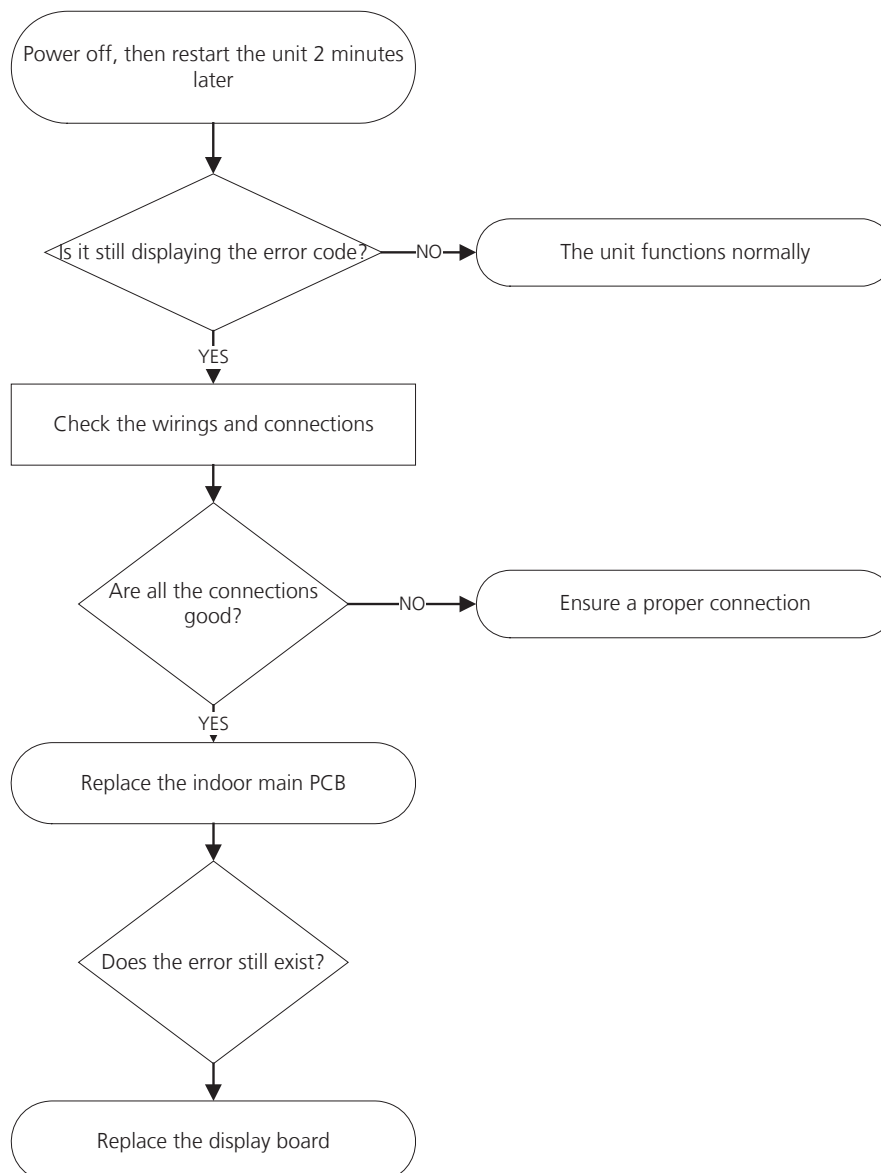 Power off, then restart the unit 2 minutes
later
Is it still displaying the error code?
NO
The unit functions normally
YES
Check the wirings and connections
Are all the connections
good?
NO
Ensure a proper connection
YES
Replace the indoor main PCB
Does the error still exist?
Replace the display board